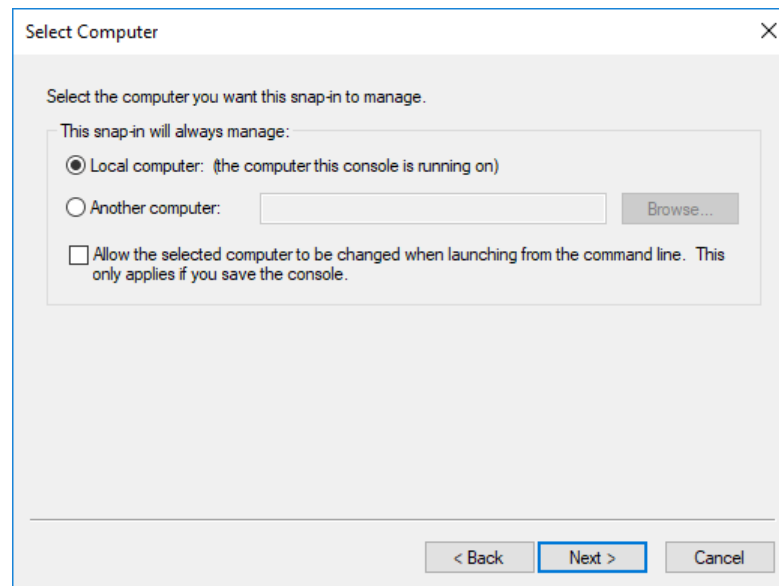 Select Computer
Select the computer you want this snap-in to manage.
This snap-in will always manage:
Local computer:  (the computer this console is running on)
Another computer:
Browse...
Allow the selected computer to be changed when launching from the command line.  This
only applies if you save the console.
< Back
Next >
Cancel